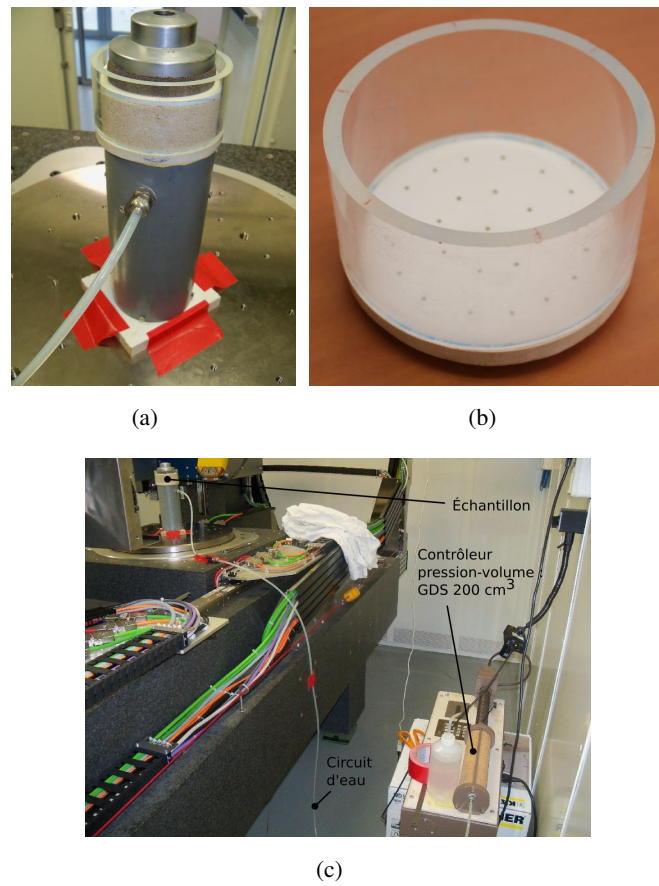 (a)
(b)
Échantillon
Contrôleur
pression-volume :
GDS 200 cm³
Circuit
d'eau
(c)